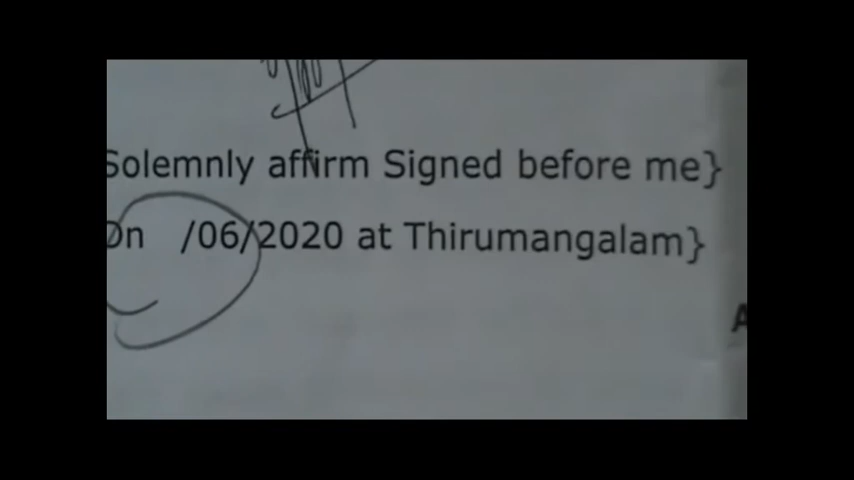 Solemnly affirm Signed before me}
On /06/2020 at Thirumangalam}
A